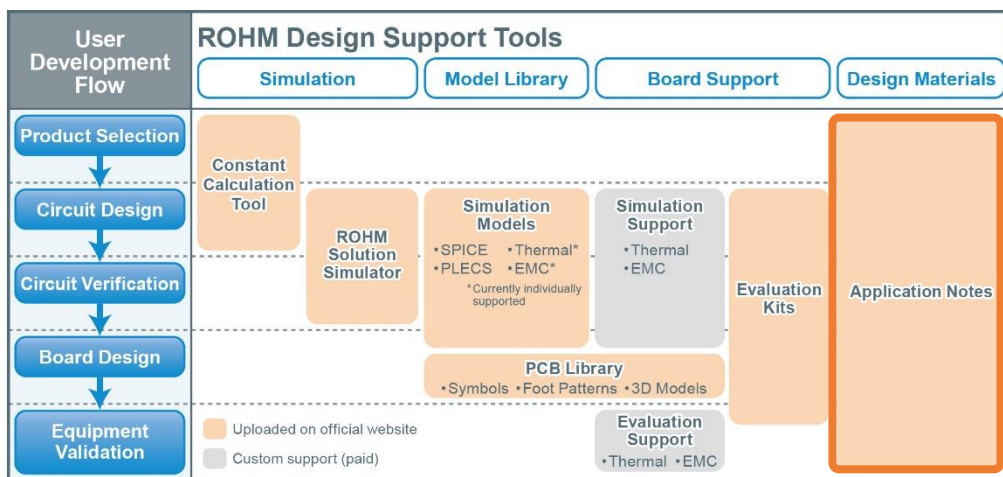 User
Development
Flow
ROHM Design Support Tools
Simulation
Model Library
Board Support
Design Materials
Product Selection
Circuit Design
Circuit Verification
Board Design
Equipment
Validation
Constant
Calculation
Tool
ROHM
Solution
Simulator
Simulation
Models
•SPICE •Thermal*
•PLECS •EMC*
*Currently individually
supported
Simulation
Support
•Thermal
•EMC
Evaluation
Kits
Application Notes
PCB Library
•Symbols •Foot Patterns •3D Models
Evaluation
Support
•Thermal •EMC
Uploaded on official website
Custom support (paid)